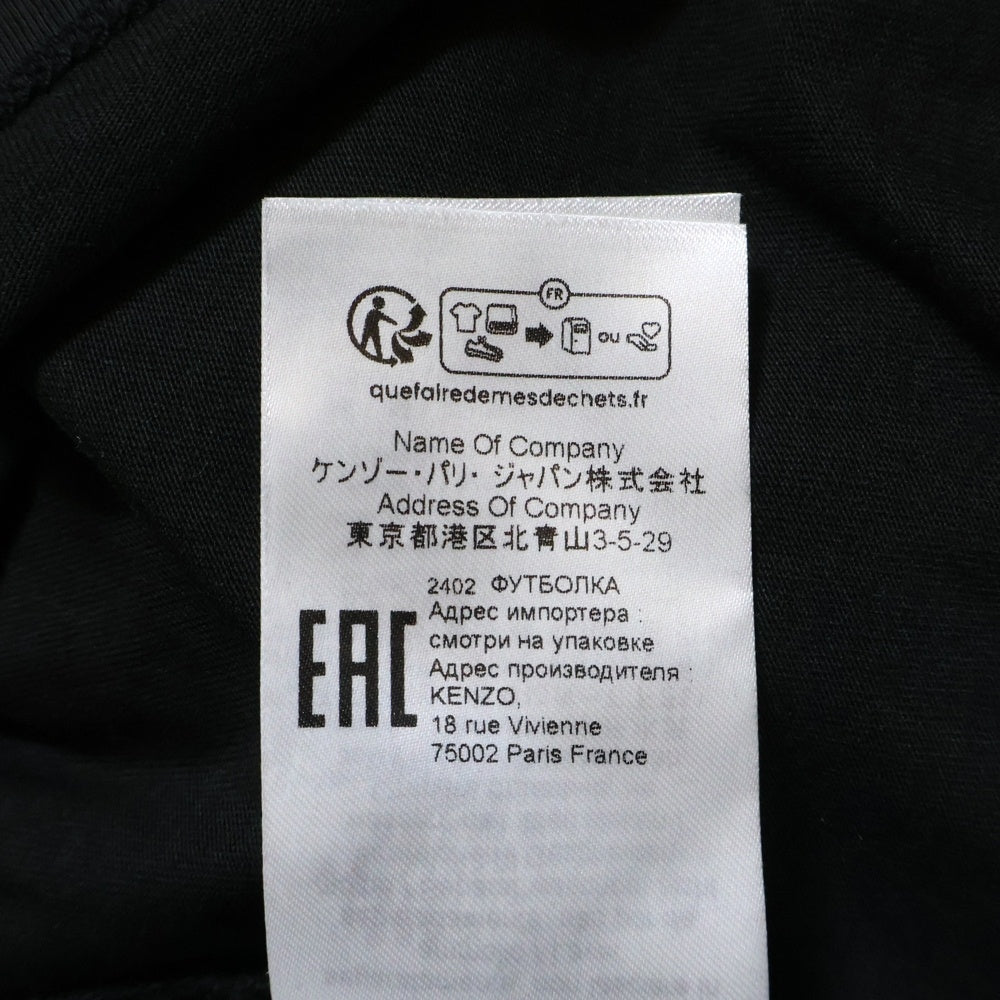 FR
OU
quefairedemesdechets.fr
Name Of Company
ケンゾー・パリ・ジャパン株式会社
Address Of Company
東京都港区北青山3-5-29
2402 ФУТБОЛКА
Адрес импортера :
смотри на упаковке
Адрес производителя :
KENZO,
18 rue Vivienne
75002 Paris France
EAC